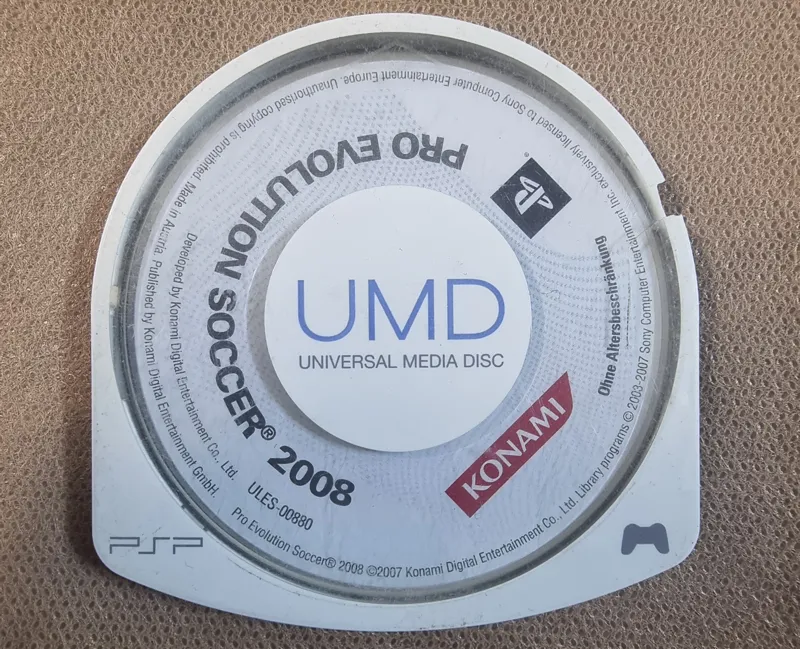 PRO EVOLUTION SOCCER® 2008
UMD
UNIVERSAL MEDIA DISC
KONAMI
Ohne Altersbeschränkung
ULES-00880
Developed by Konami Digital Entertainment Co., Ltd.
Pro Evolution Soccer® 2008 ©2007 Konami Digital Entertainment Co., Ltd. Library programs © 2003-2007 Sony Computer Entertainment Inc. exclusively licensed to Sony Computer Entertainment Europe. Unauthorised copying is prohibited. Made in Austria. Published by Konami Digital Entertainment GmbH.
PSP